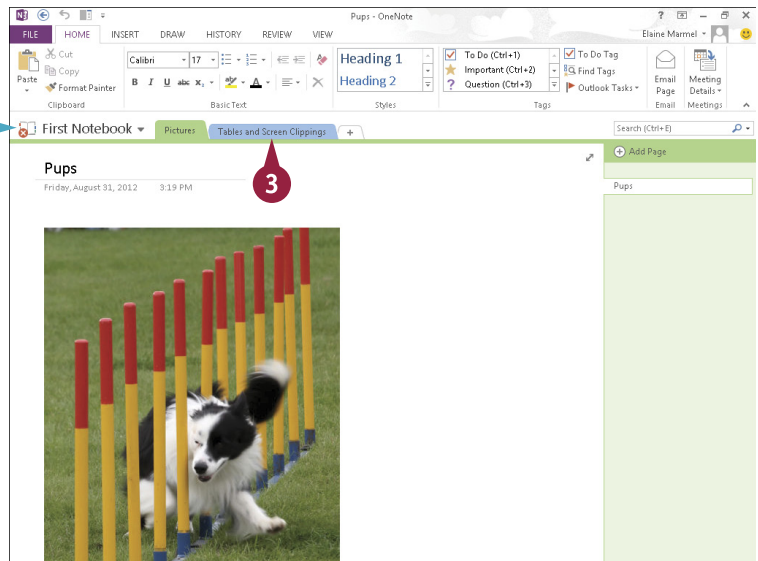 Pups - OneNote
FILE HOME INSERT DRAW HISTORY REVIEW VIEW
Elaine Marmel
Paste
Cut
Copy
Format Painter
Clipboard
Calibri 17
B I U abc x₂ A
Basic Text
Heading 1
Heading 2
Styles
To Do (Ctrl+1)
Important (Ctrl+2)
Question (Ctrl+3)
To Do Tag
Find Tags
Outlook Tasks
Tags
Email Page
Email
Meeting Details
Meetings
First Notebook
Pictures
Tables and Screen Clippings
+
Search (Ctrl+E)
3
Add Page
Pups
Pups
Friday, August 31, 2012 3:19 PM